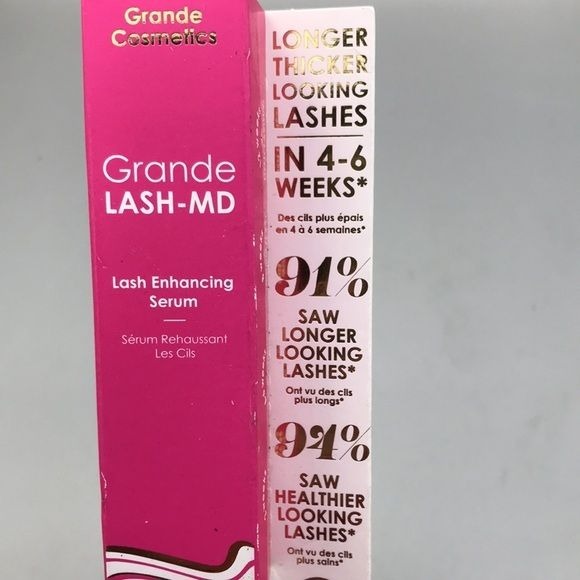 Grande
Cosmetics
Grande
LASH-MD
Lash Enhancing
Serum
Sérum Rehaussant
Les Cils
LONGER
THICKER
LOOKING
LASHES
IN 4-6
WEEKS*
Des cils plus épais
en 4 à 6 semaines*
91%
SAW
LONGER
LOOKING
LASHES*
Ont vu des cils
plus longs*
94%
SAW
HEALTHIER
LOOKING
LASHES*
Ont vu des cils
plus sains*